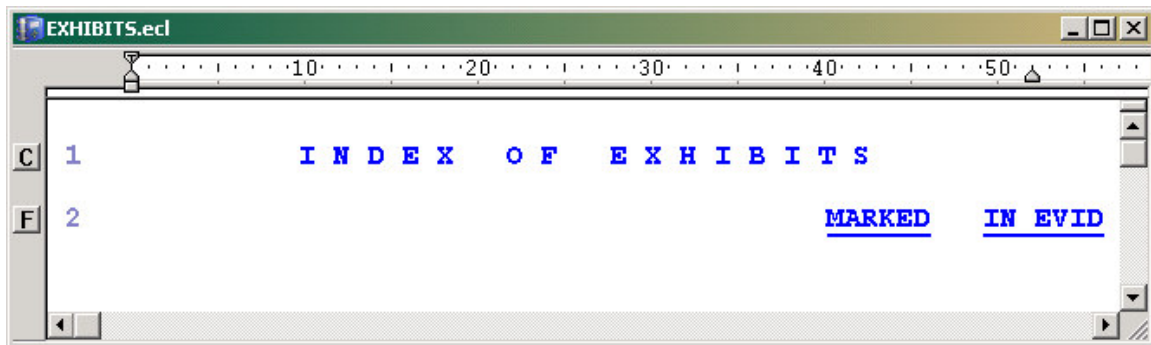 EXHIBITS.ecl
10 20 30 40 50
C 1 I N D E X   O F   E X H I B I T S
F 2 MARKED   IN EVID